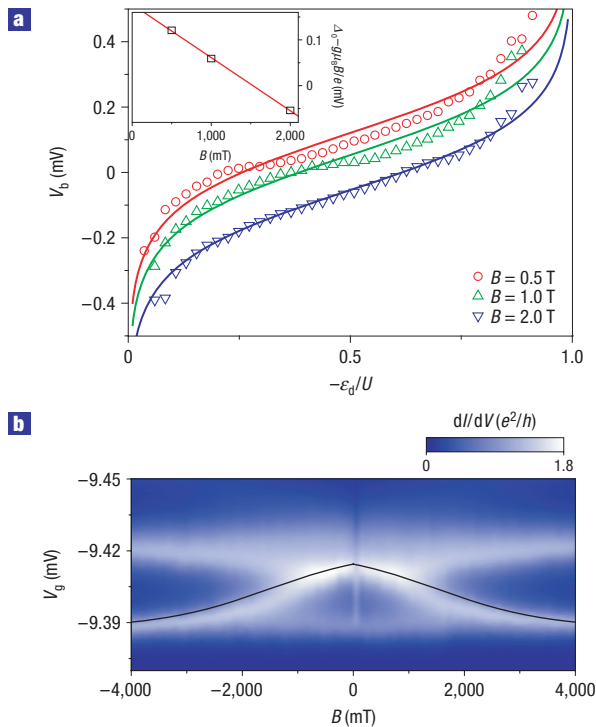 a
0.4
0.2
0
−0.2
−0.4
V_b (mV)
0
0.5
1.0
−ε_d/U
0.1
0
Δ_0−gμ_BB/e (mV)
0
1,000
2,000
B (mT)
B = 0.5 T
B = 1.0 T
B = 2.0 T
b
dI/dV (e²/h)
0 1.8
−9.45
−9.42
−9.39
V_g (mV)
−4,000 −2,000 0 2,000 4,000
B (mT)